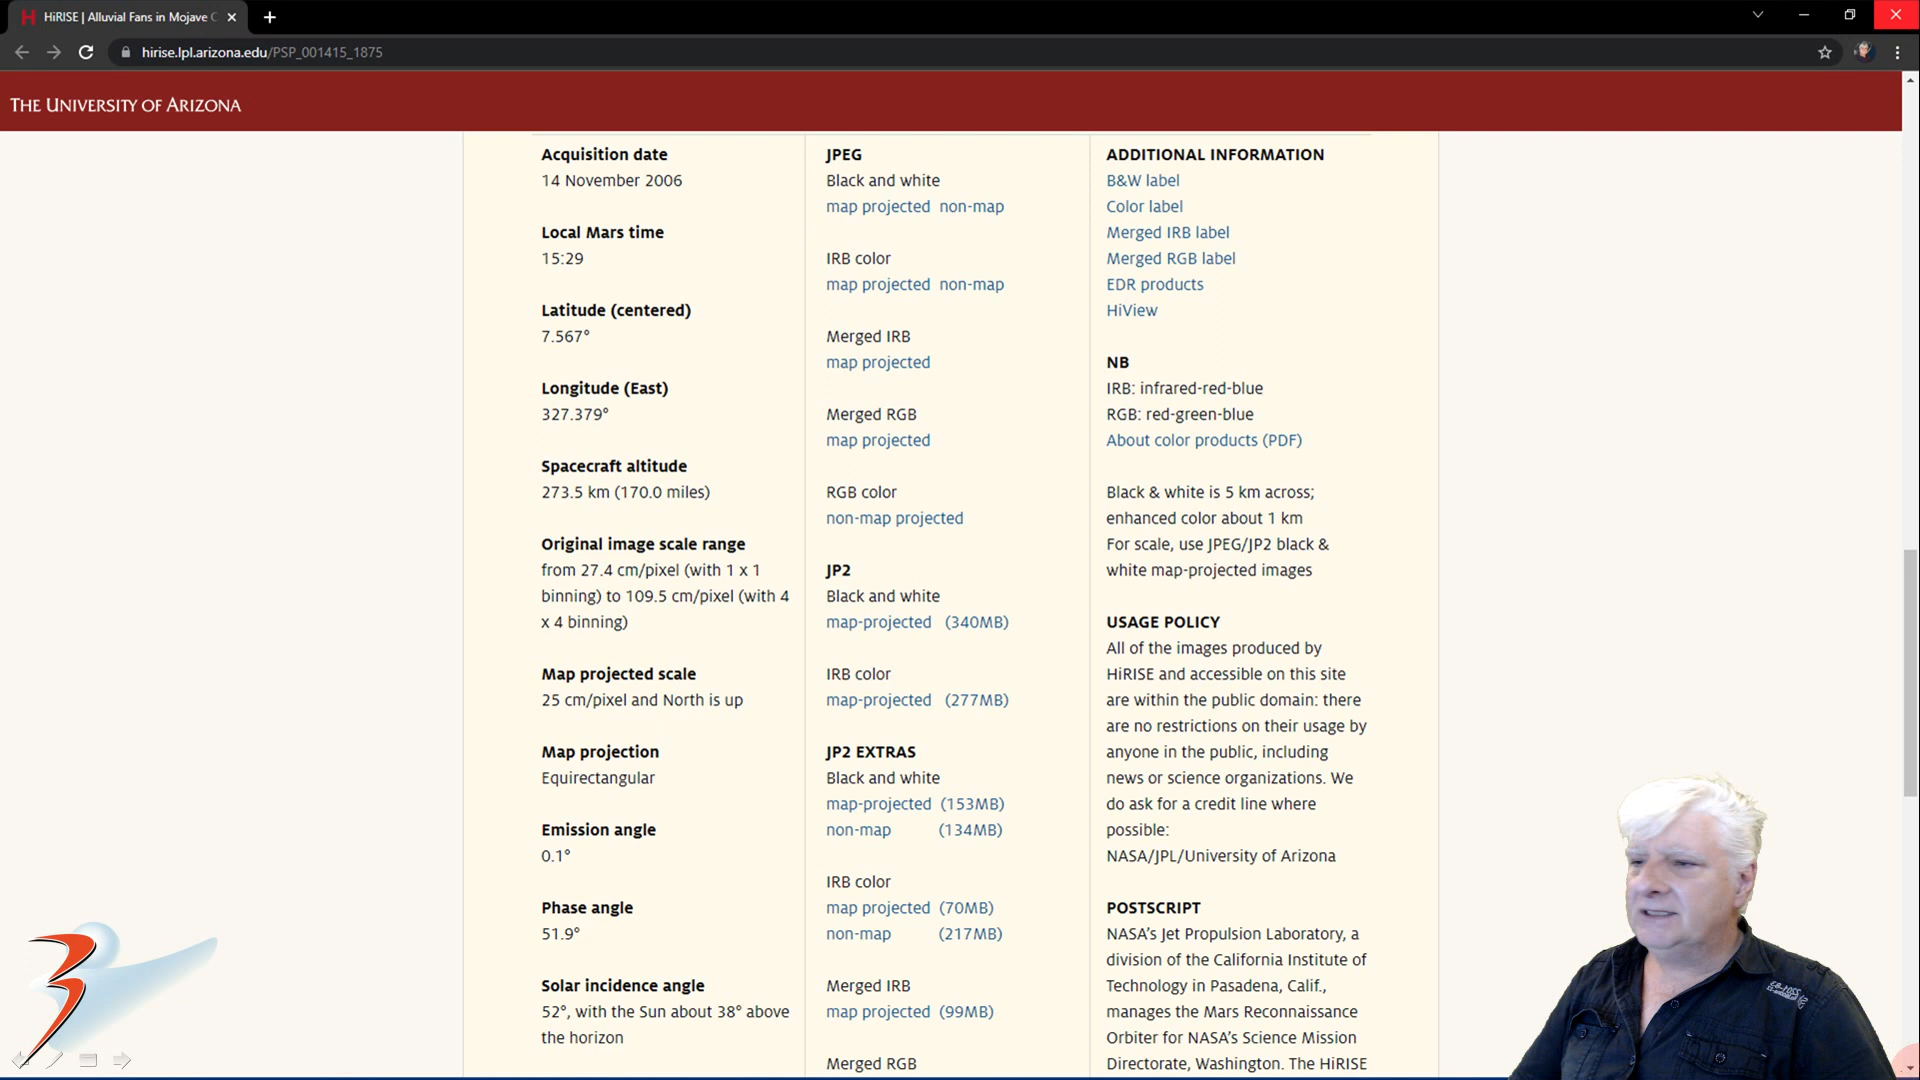 HiRISE | Alluvial Fans in Mojave C
hirise.lpl.arizona.edu/PSP_001415_1875
THE UNIVERSITY OF ARIZONA
Acquisition date
14 November 2006
Local Mars time
15:29
Latitude (centered)
7.567°
Longitude (East)
327.379°
Spacecraft altitude
273.5 km (170.0 miles)
Original image scale range
from 27.4 cm/pixel (with 1 x 1
binning) to 109.5 cm/pixel (with 4
x 4 binning)
Map projected scale
25 cm/pixel and North is up
Map projection
Equirectangular
Emission angle
0.1°
Phase angle
51.9°
Solar incidence angle
52°, with the Sun about 38° above
the horizon
JPEG
Black and white
map projected non-map
IRB color
map projected non-map
Merged IRB
map projected
Merged RGB
map projected
RGB color
non-map projected
JP2
Black and white
map-projected (340MB)
IRB color
map-projected (277MB)
JP2 EXTRAS
Black and white
map-projected (153MB)
non-map (134MB)
IRB color
map projected (70MB)
non-map (217MB)
Merged IRB
map projected (99MB)
Merged RGB
ADDITIONAL INFORMATION
B&W label
Color label
Merged IRB label
Merged RGB label
EDR products
HiView
NB
IRB: infrared-red-blue
RGB: red-green-blue
About color products (PDF)
Black & white is 5 km across;
enhanced color about 1 km
For scale, use JPEG/JP2 black &
white map-projected images
USAGE POLICY
All of the images produced by
HiRISE and accessible on this site
are within the public domain: there
are no restrictions on their usage by
anyone in the public, including
news or science organizations. We
do ask for a credit line where
possible:
NASA/JPL/University of Arizona
POSTSCRIPT
NASA's Jet Propulsion Laboratory, a
division of the California Institute of
Technology in Pasadena, Calif.,
manages the Mars Reconnaissance
Orbiter for NASA's Science Mission
Directorate, Washington. The HiRISE